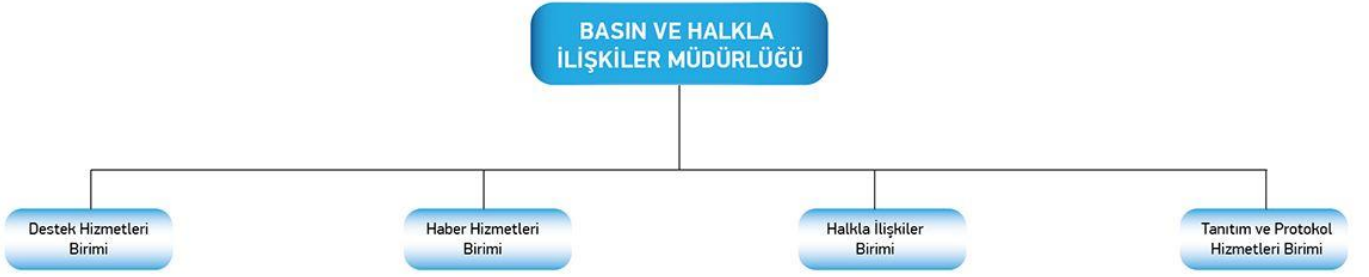 BASIN VE HALKLA
İLİŞKİLER MÜDÜRLÜĞÜ
Destek Hizmetleri
Birimi
Haber Hizmetleri
Birimi
Halkla İlişkiler
Birimi
Tanıtım ve Protokol
Hizmetleri Birimi